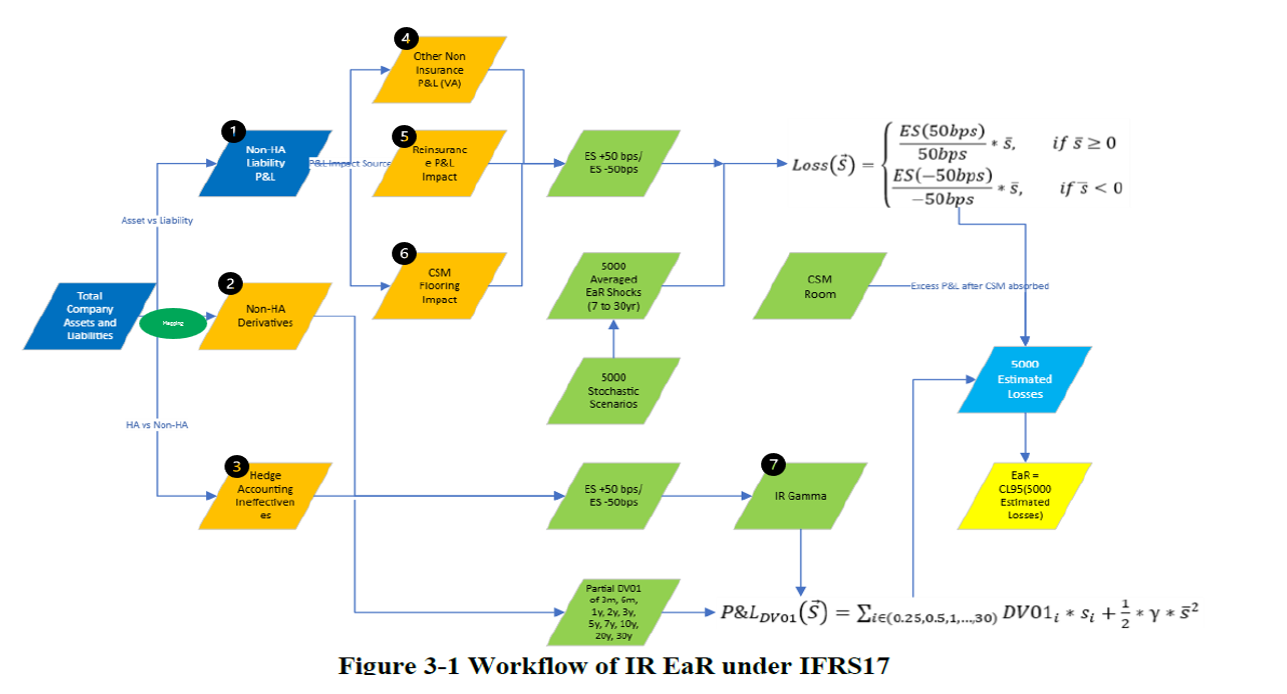 4
Other Non
Insurance
P&L (VA)
1
Non-HA
Liability
P&L
P&L Impact Source
5
Reinsuranc
e P&L
Impact
ES +50 bps/
ES -50bps
Loss(s⃗) = { ES(50bps)/50bps * s̄, if s̄ ≥ 0
ES(−50bps)/−50bps * s̄, if s̄ < 0
Asset vs Liability
6
CSM
Flooring
Impact
5000
Averaged
EaR Shocks
(7 to 30yr)
CSM
Room
Excess P&L after CSM absorbed
Total
Company
Assets and
Liabilities
Mapping
2
Non-HA
Derivatives
5000
Stochastic
Scenarios
5000
Estimated
Losses
HA vs Non-HA
3
Hedge
Accounting
Ineffectiven
es
ES +50 bps/
ES -50bps
7
IR Gamma
EaR =
CL95(5000
Estimated
Losses)
Partial DV01
of 3m, 6m,
1y, 2y, 3y,
5y, 7y, 10y,
20y, 30y
P&L_DV01(s⃗) = ∑_i∈(0.25,0.5,1,...,30) DV01_i * s_i + 1/2 * γ * s̄²
Figure 3-1 Workflow of IR EaR under IFRS17